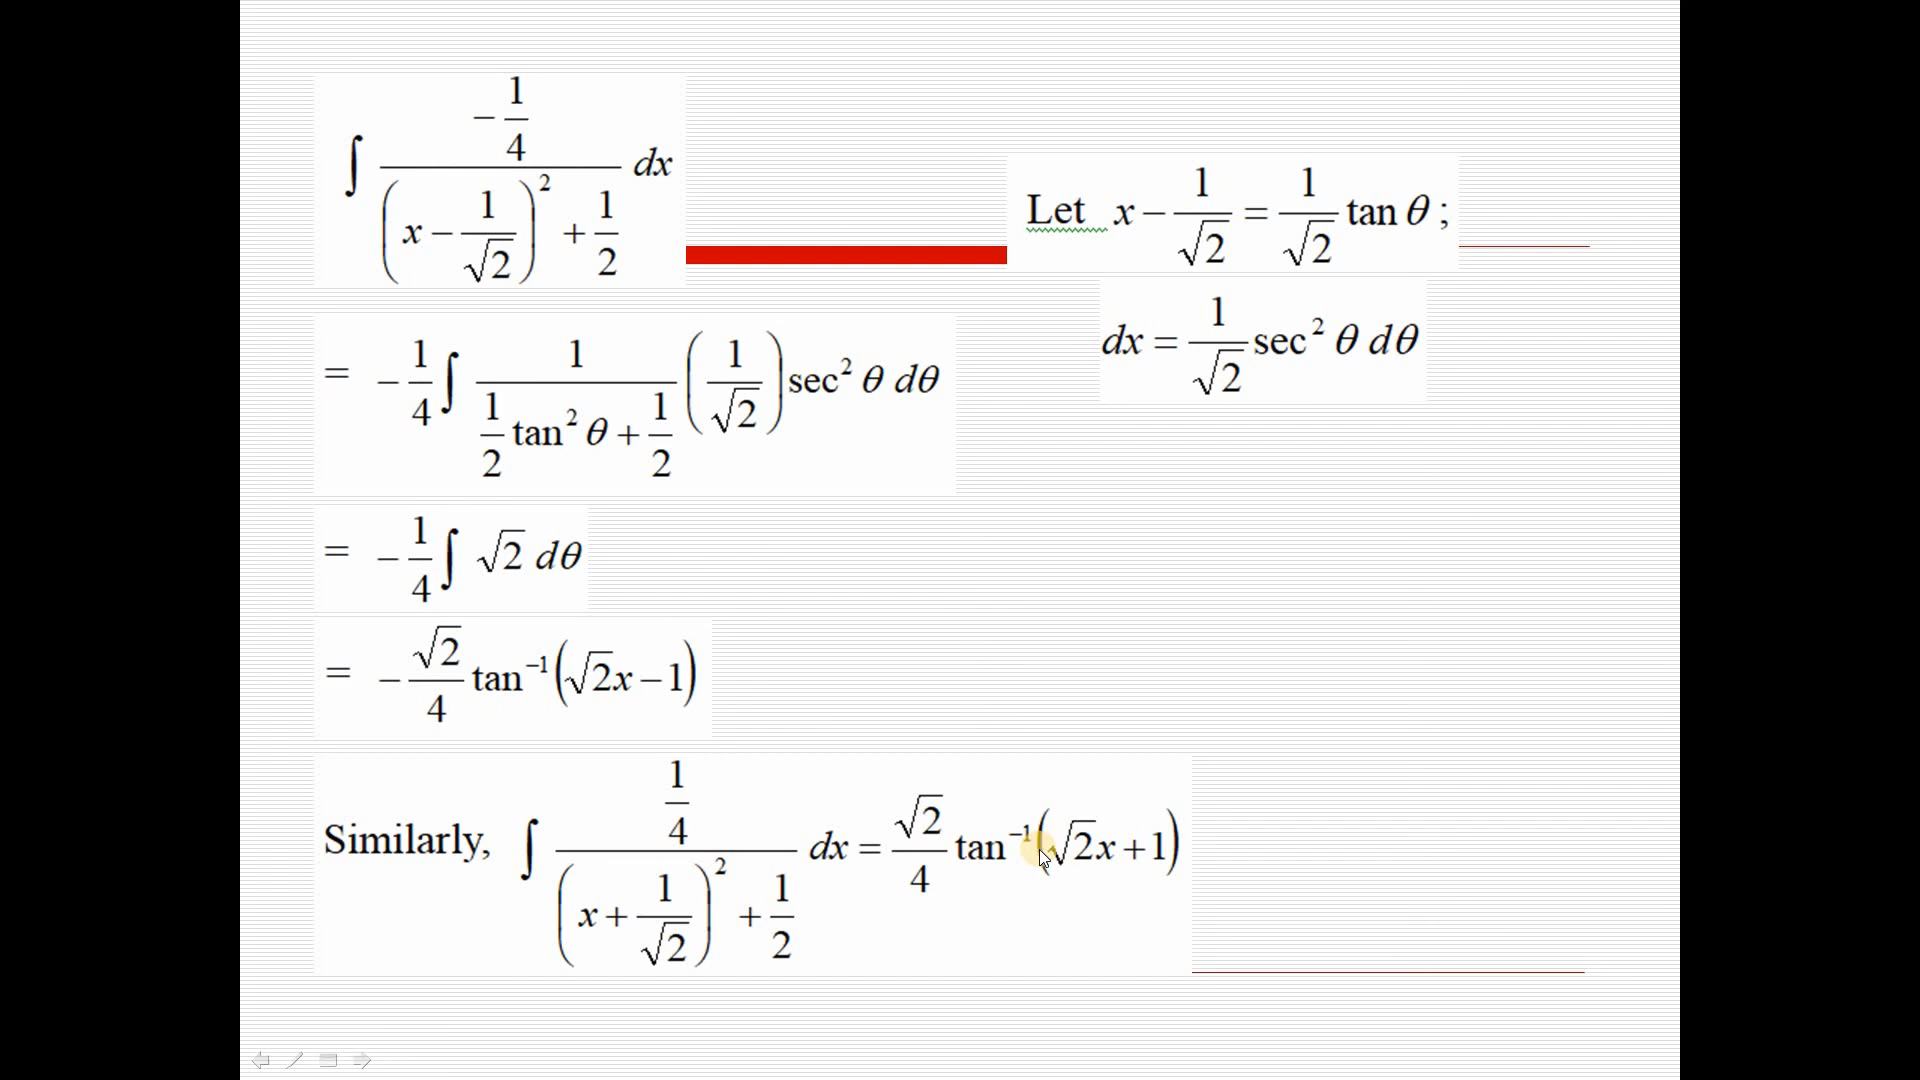 ∫ (−1/4) / ((x − 1/√2)² + 1/2) dx
Let x − 1/√2 = 1/√2 tan θ ;
dx = 1/√2 sec² θ dθ
= −1/4 ∫ 1 / (1/2 tan² θ + 1/2) (1/√2) sec² θ dθ
= −1/4 ∫ √2 dθ
= −√2/4 tan⁻¹(√2x − 1)
Similarly, ∫ (1/4) / ((x + 1/√2)² + 1/2) dx = √2/4 tan⁻¹(√2x + 1)